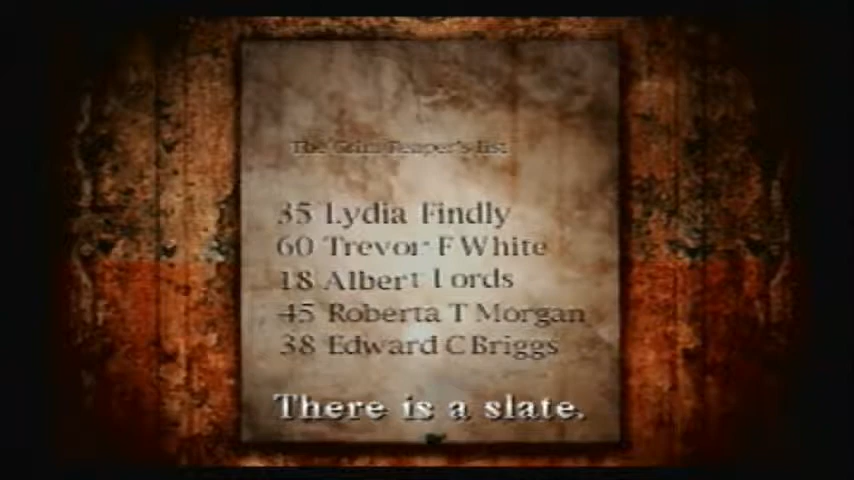 The Grim Reaper's list
35 Lydia Findly
60 Trevor F White
18 Albert Lords
45 Roberta T Morgan
38 Edward C Briggs
There is a slate.